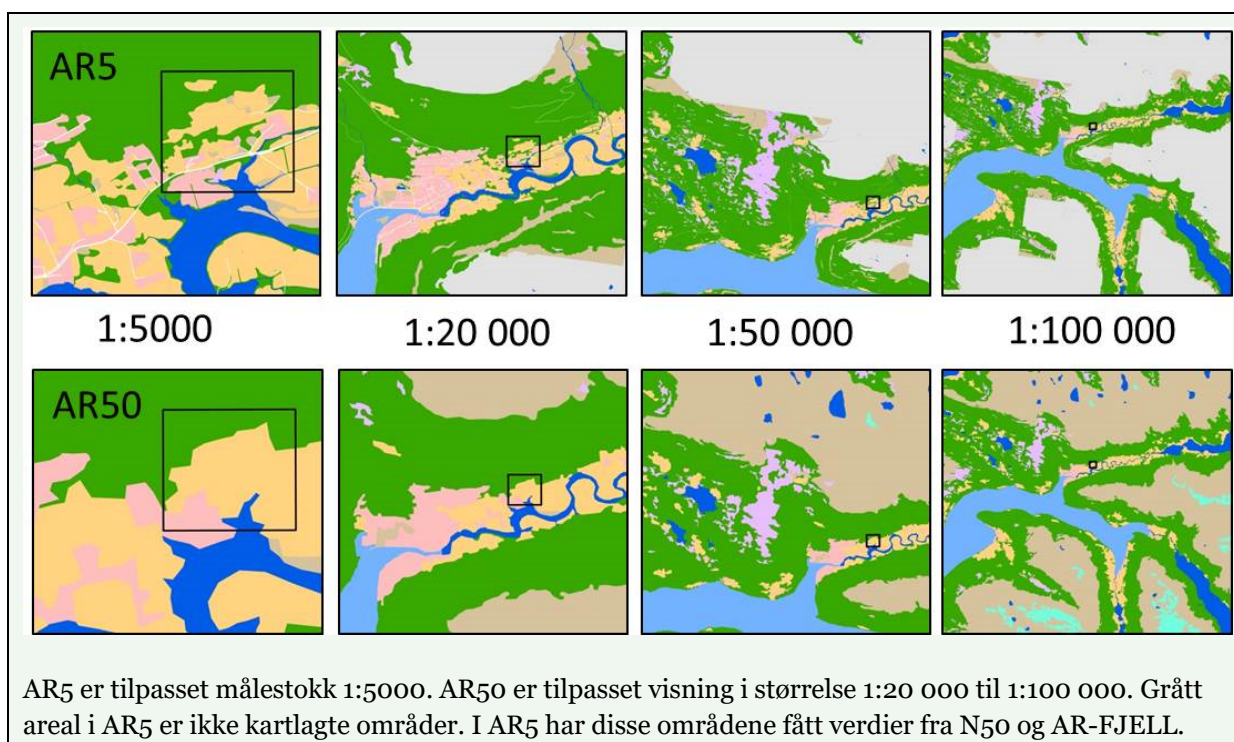 AR5
1:5000
1:20 000
1:50 000
1:100 000
AR50
AR5 er tilpasset målestokk 1:5000. AR50 er tilpasset visning i størrelse 1:20 000 til 1:100 000. Grått
areal i AR5 er ikke kartlagte områder. I AR5 har disse områdene fått verdier fra N50 og AR-FJELL.